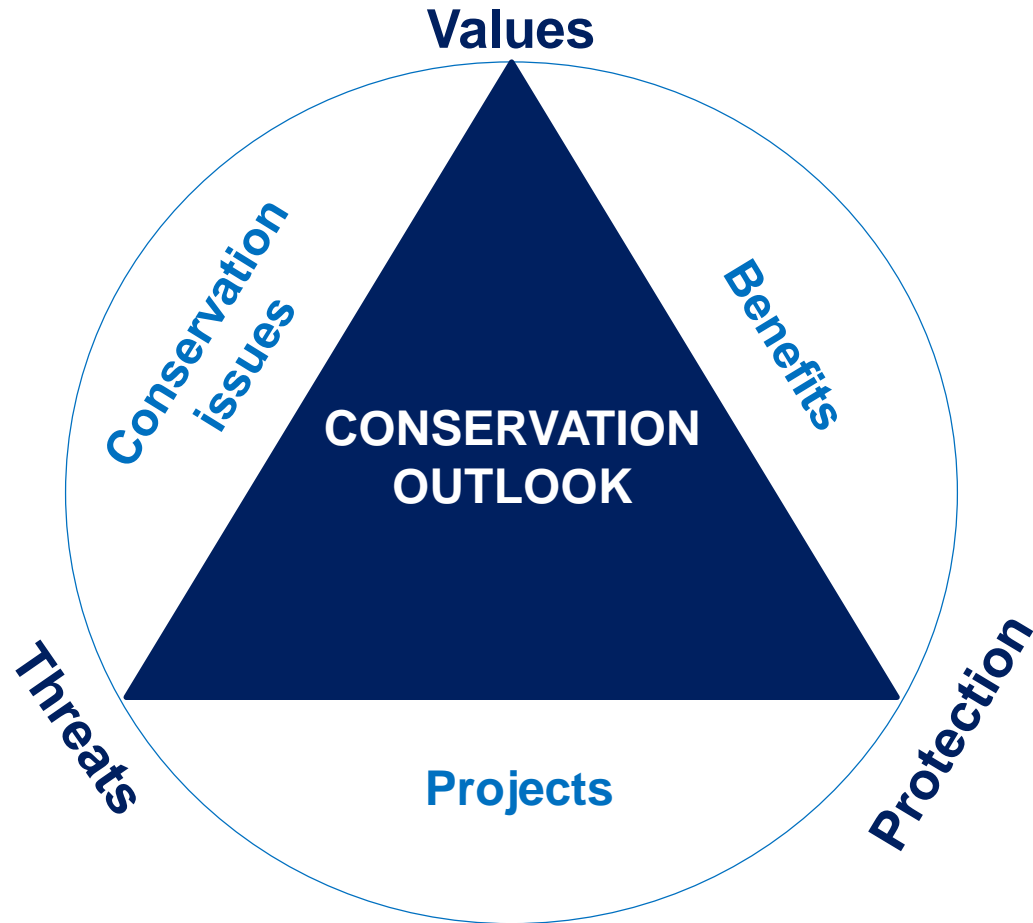 Values
Conservation
issues
Benefits
CONSERVATION
OUTLOOK
Threats
Protection
Projects